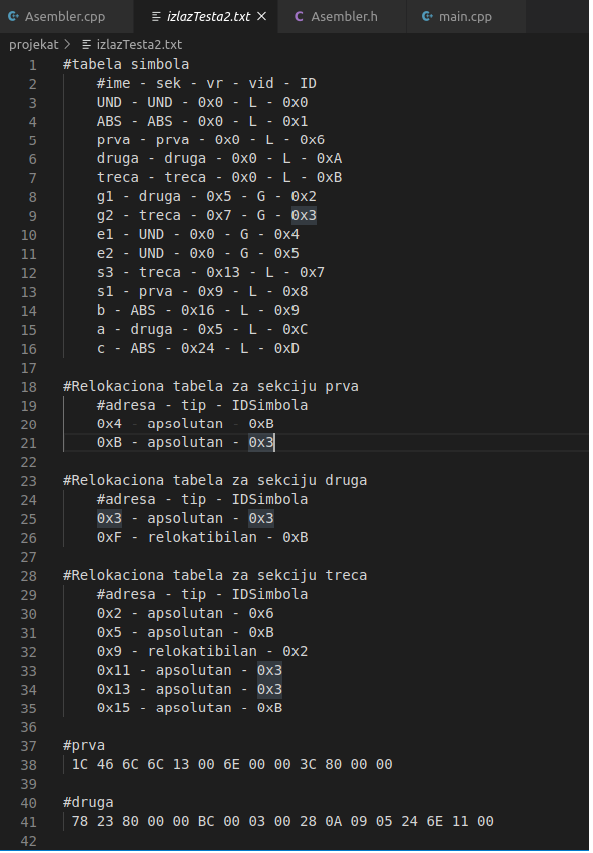 Asembler.cpp izlazTesta2.txt Asembler.h main.cpp
projekat > izlazTesta2.txt
1 #tabela simbola
2 #ime - sek - vr - vid - ID
3 UND - UND - 0x0 - L - 0x0
4 ABS - ABS - 0x0 - L - 0x1
5 prva - prva - 0x0 - L - 0x6
6 druga - druga - 0x0 - L - 0xA
7 treca - treca - 0x0 - L - 0xB
8 g1 - druga - 0x5 - G - 0x2
9 g2 - treca - 0x7 - G - 0x3
10 e1 - UND - 0x0 - G - 0x4
11 e2 - UND - 0x0 - G - 0x5
12 s3 - treca - 0x13 - L - 0x7
13 s1 - prva - 0x9 - L - 0x8
14 b - ABS - 0x16 - L - 0x9
15 a - druga - 0x5 - L - 0xC
16 c - ABS - 0x24 - L - 0xD
17
18 #Relokaciona tabela za sekciju prva
19 #adresa - tip - IDSimbola
20 0x4 - apsolutan - 0xB
21 0xB - apsolutan - 0x3
22
23 #Relokaciona tabela za sekciju druga
24 #adresa - tip - IDSimbola
25 0x3 - apsolutan - 0x3
26 0xF - relokatibilan - 0xB
27
28 #Relokaciona tabela za sekciju treca
29 #adresa - tip - IDSimbola
30 0x2 - apsolutan - 0x6
31 0x5 - apsolutan - 0xB
32 0x9 - relokatibilan - 0x2
33 0x11 - apsolutan - 0x3
34 0x13 - apsolutan - 0x3
35 0x15 - apsolutan - 0xB
36
37 #prva
38 1C 46 6C 6C 13 00 6E 00 00 3C 80 00 00
39
40 #druga
41 78 23 80 00 00 BC 00 03 00 28 0A 09 05 24 6E 11 00
42